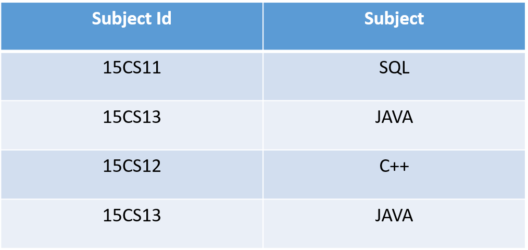 Subject Id Subject
15CS11 SQL
15CS13 JAVA
15CS12 C++
15CS13 JAVA